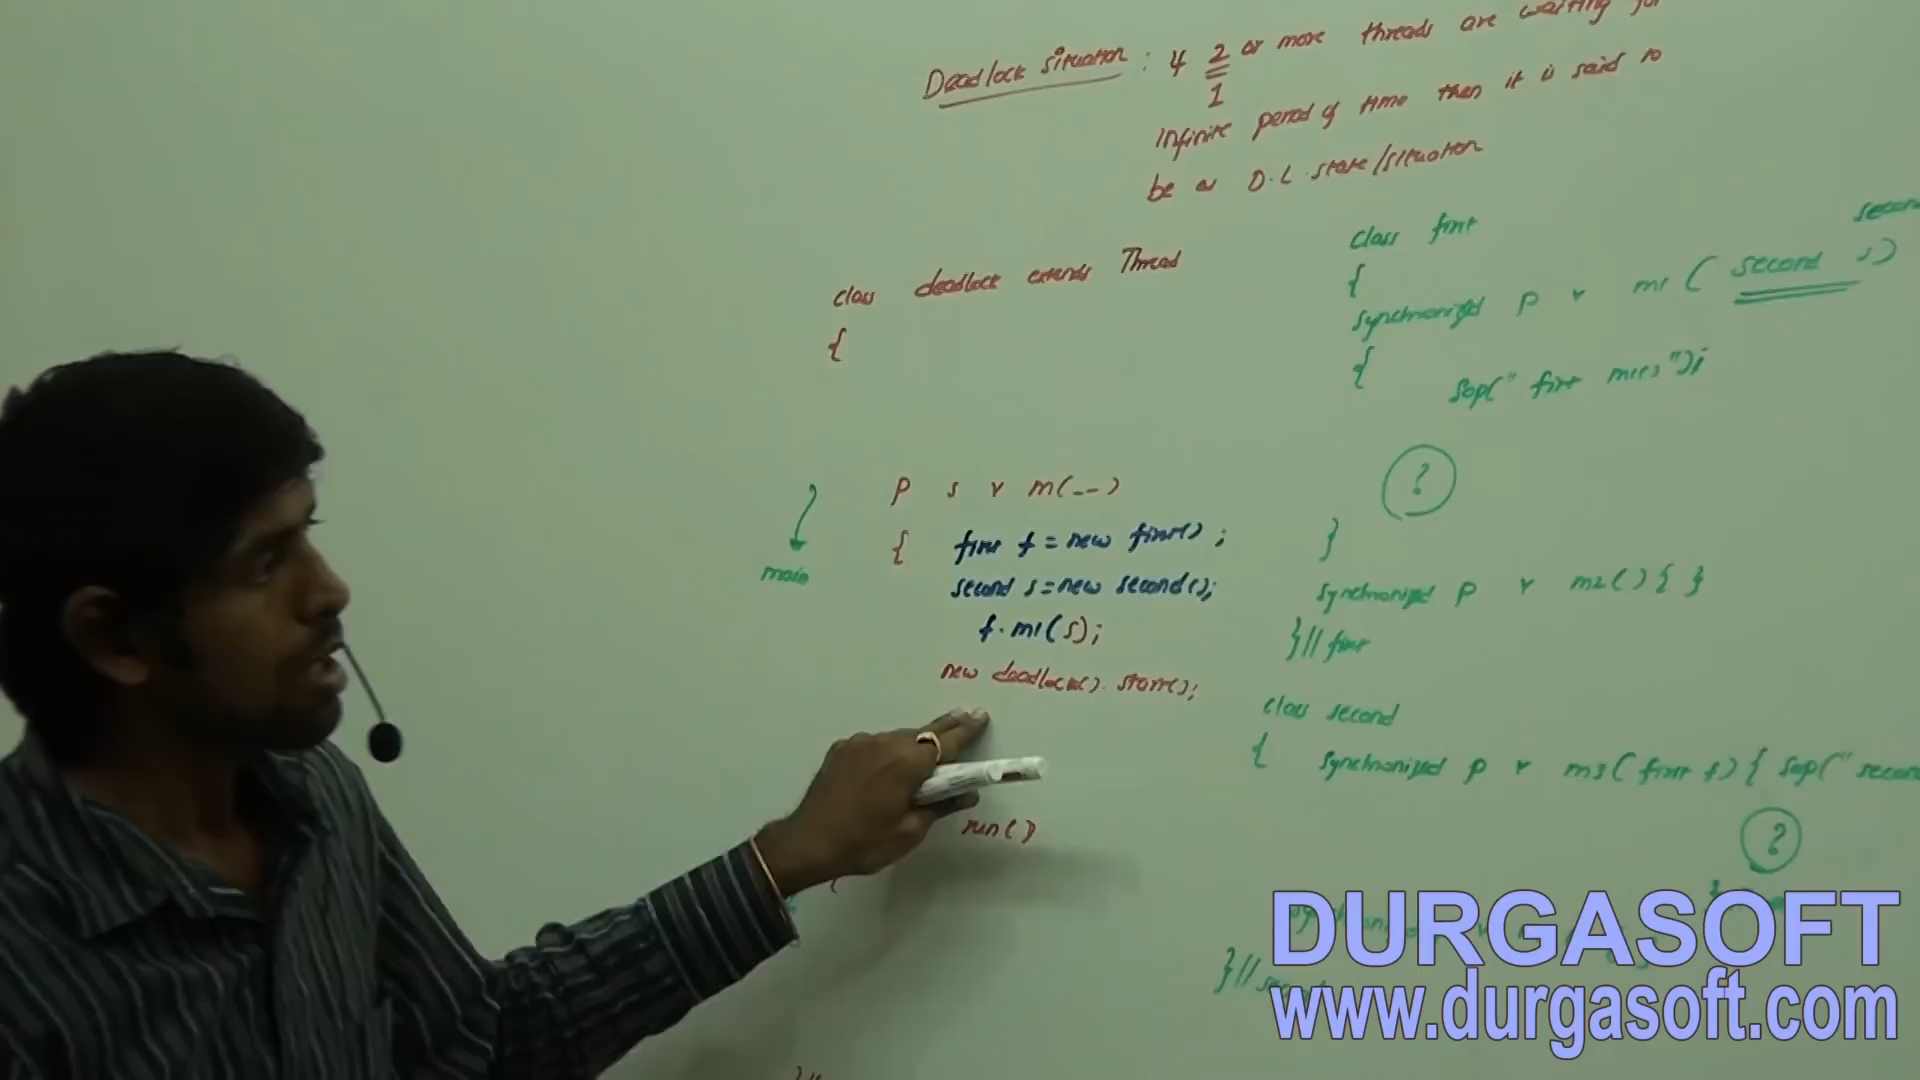 Deadlock Situation : If 2 or more threads are waiting for
1
infinite period of time then it is said to
be as D.L. state/situation
class deadlock extends Thread
{
P s v m(---)
{ first f = new first();
second s=new second();
f.m1(s);
new deadlock().start();
main
run()
class first
{
synchronized P v m1 ( second s)
{
sop(" first m1()");
?
}
synchronized P v m2() { }
}// first
class second
{ synchronized P v m3( first f) { sop(" second
?
}//
DURGASOFT
www.durgasoft.com